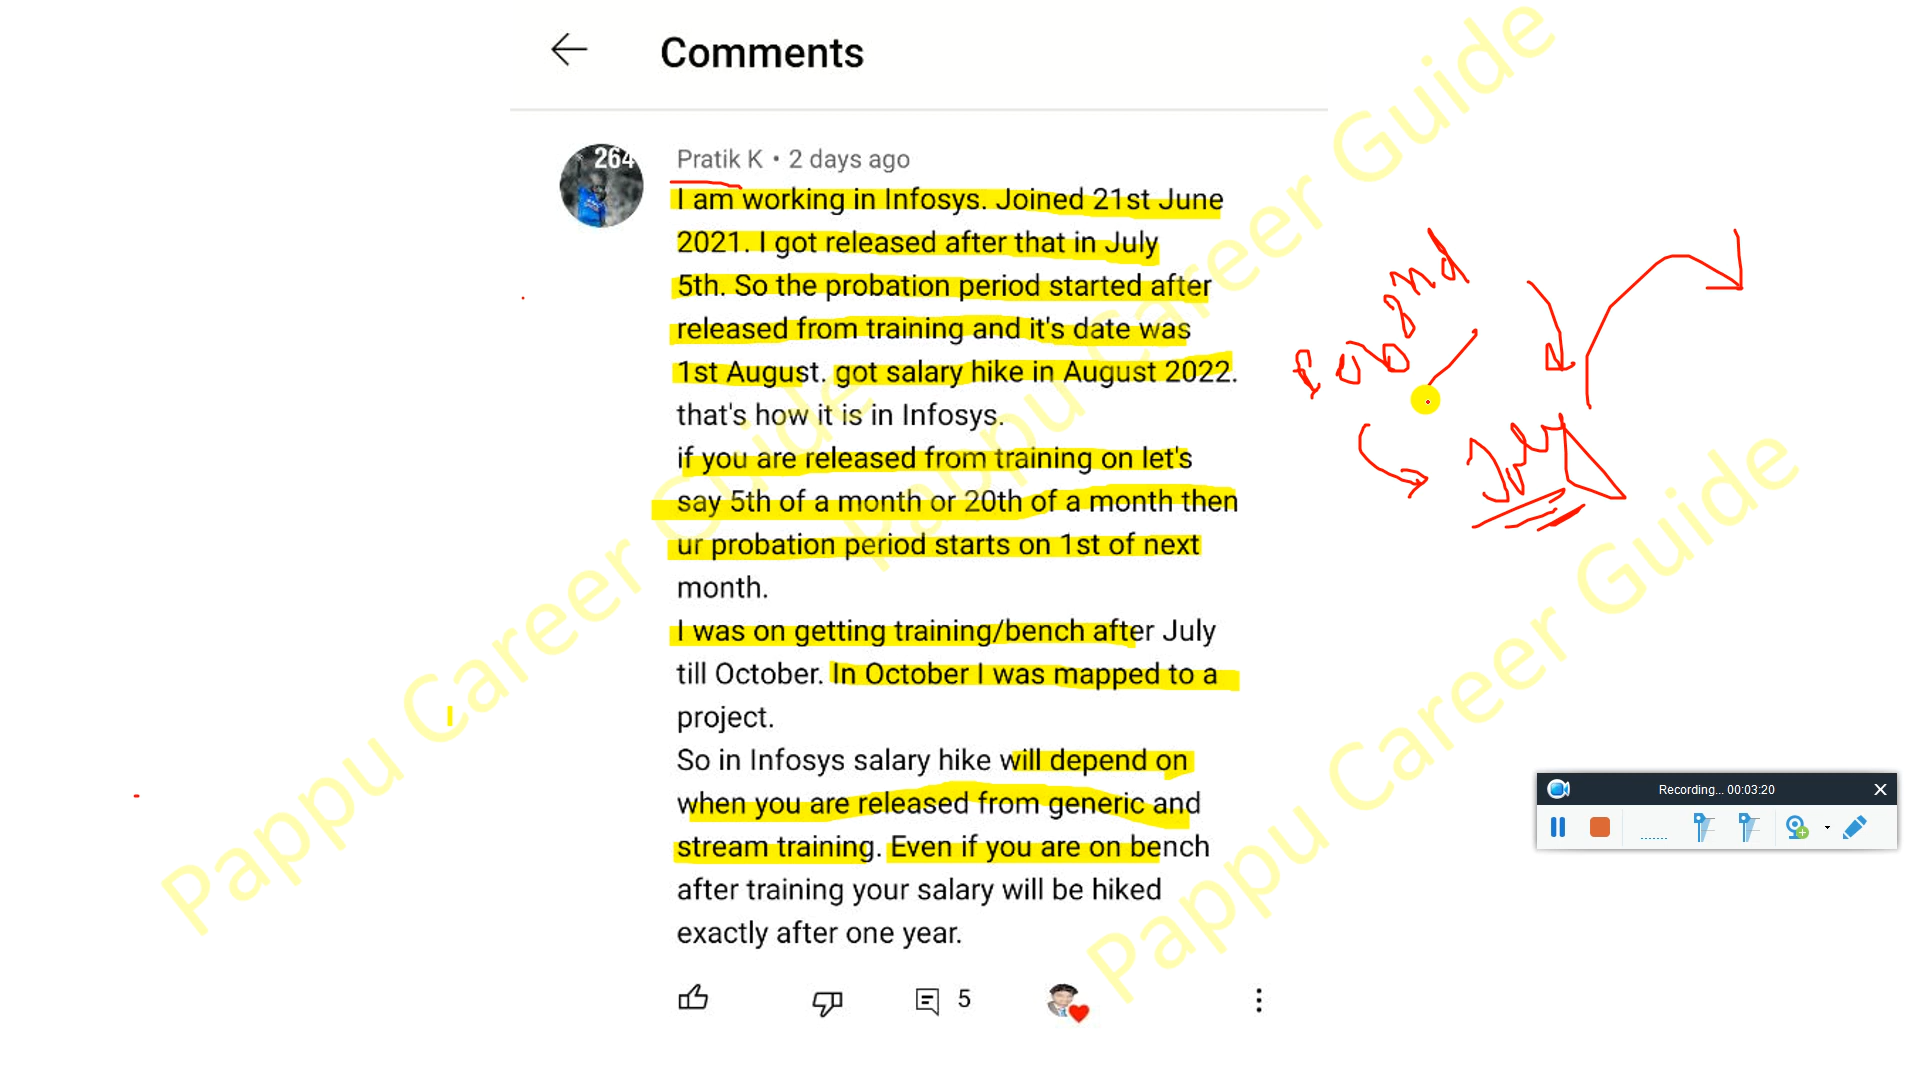 Comments
264
Pratik K • 2 days ago
I am working in Infosys. Joined 21st June
2021. I got released after that in July
5th. So the probation period started after
released from training and it's date was
1st August. got salary hike in August 2022.
that's how it is in Infosys.
if you are released from training on let's
say 5th of a month or 20th of a month then
ur probation period starts on 1st of next
month.
I was on getting training/bench after July
till October. In October I was mapped to a
project.
So in Infosys salary hike will depend on
when you are released from generic and
stream training. Even if you are on bench
after training your salary will be hiked
exactly after one year.
5
July
Recording... 00:03:20
Pappu Career Guide
Pappu Career Guide
Pappu Career Guide